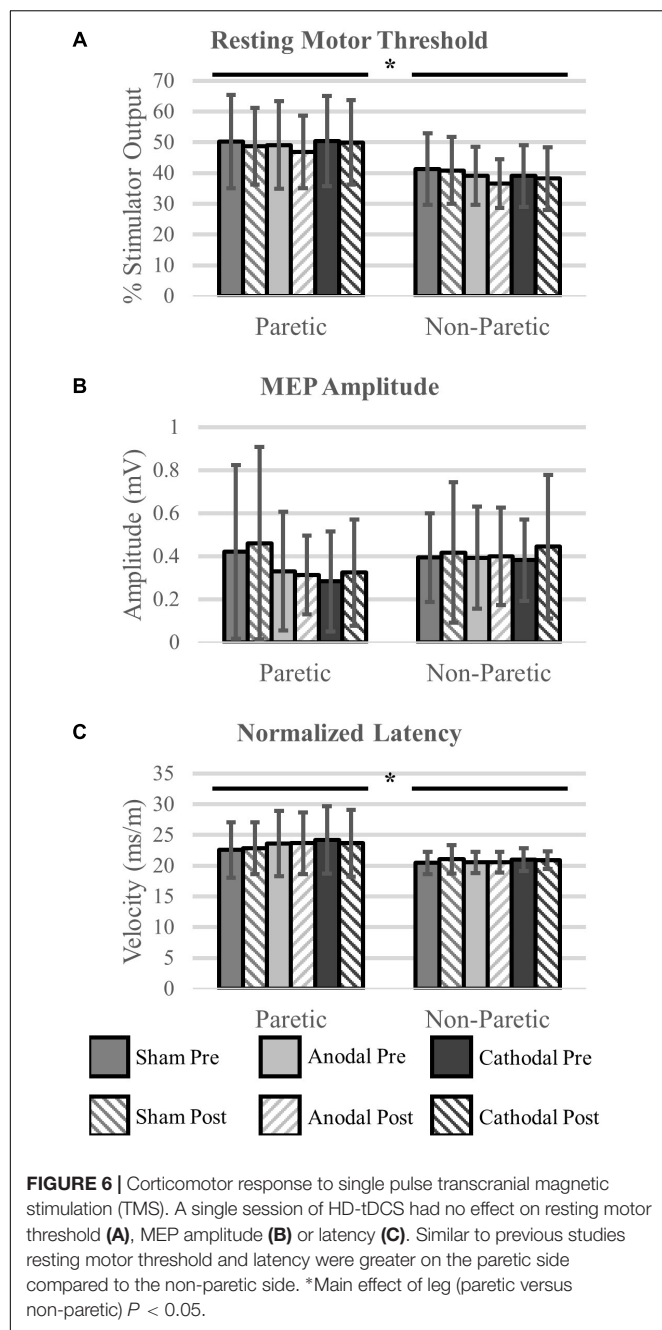 A
Resting Motor Threshold
*
% Stimulator Output
70
60
50
40
30
20
10
0
Paretic
Non-Paretic
B
MEP Amplitude
Amplitude (mV)
1
0.8
0.6
0.4
0.2
0
Paretic
Non-Paretic
C
Normalized Latency
*
Velocity (ms/m)
35
30
25
20
15
10
5
0
Paretic
Non-Paretic
Sham Pre
Anodal Pre
Cathodal Pre
Sham Post
Anodal Post
Cathodal Post
FIGURE 6 | Corticomotor response to single pulse transcranial magnetic
stimulation (TMS). A single session of HD-tDCS had no effect on resting motor
threshold (A), MEP amplitude (B) or latency (C). Similar to previous studies
resting motor threshold and latency were greater on the paretic side
compared to the non-paretic side. *Main effect of leg (paretic versus
non-paretic) P < 0.05.